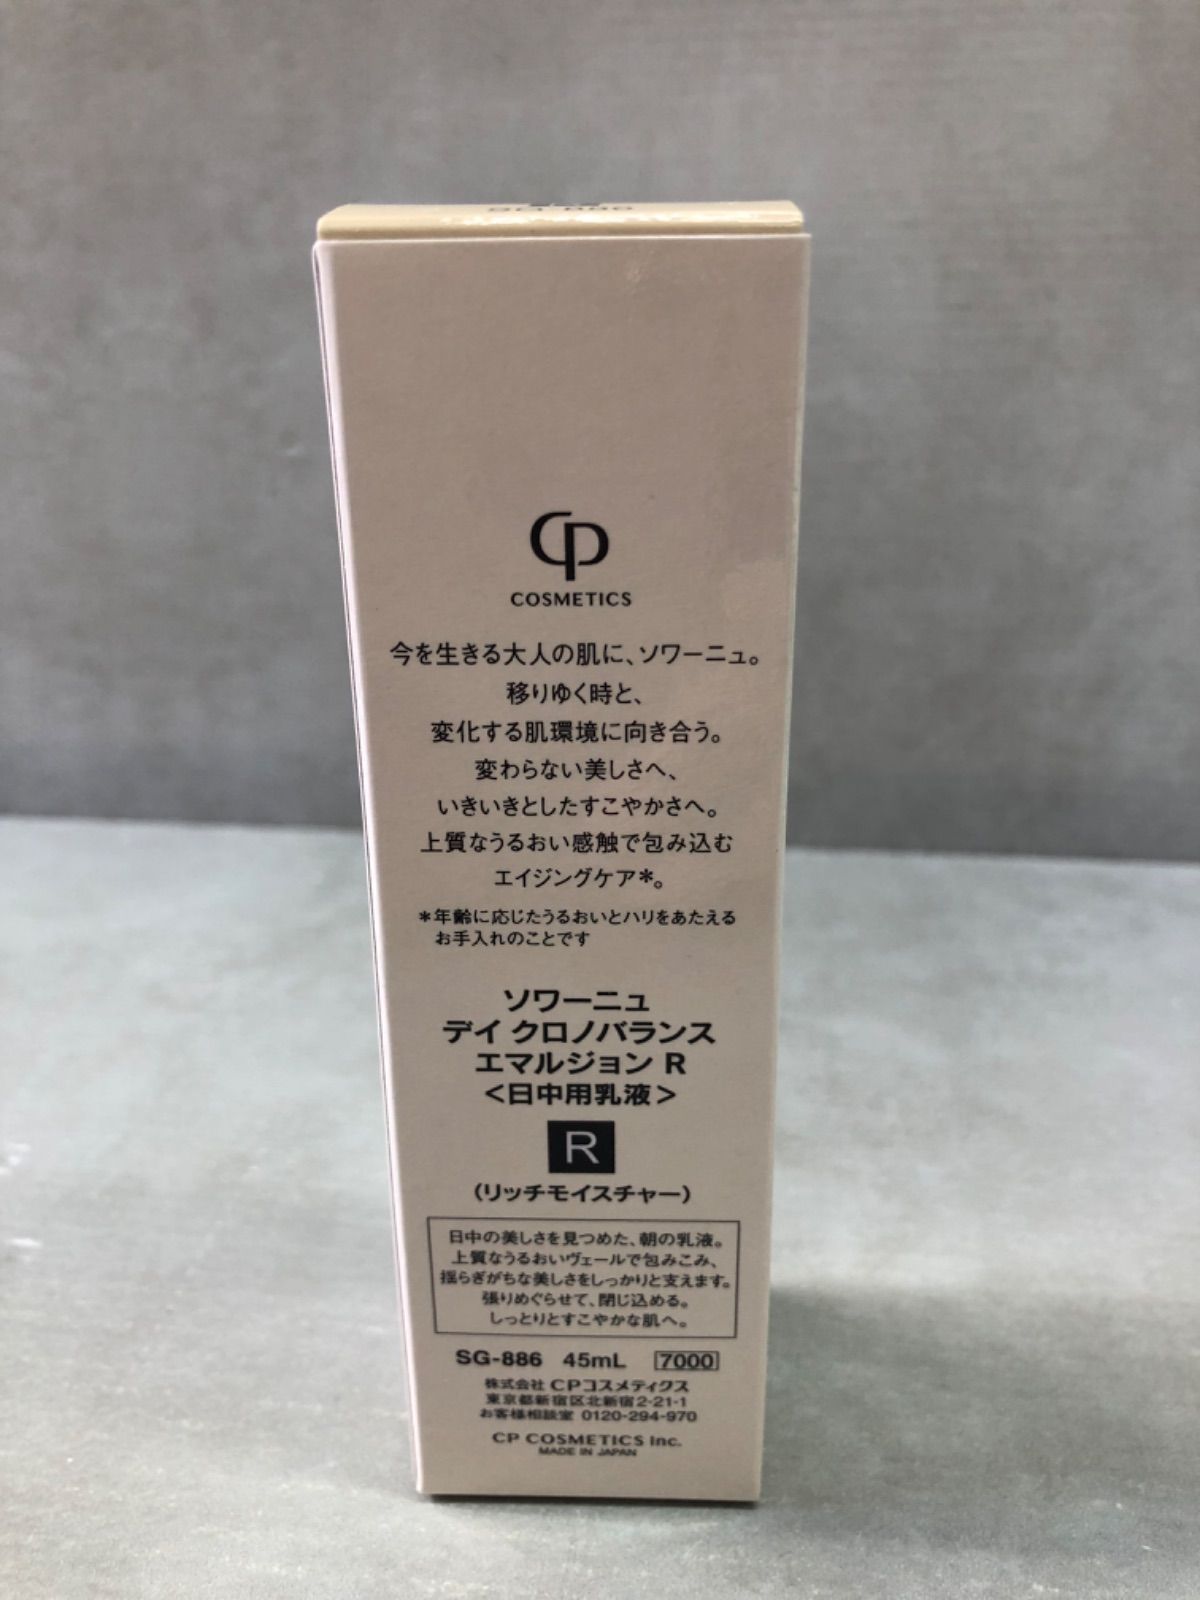 CP
COSMETICS
今を生きる大人の肌に、ソワーニュ。
移りゆく時と、
変化する肌環境に向き合う。
変わらない美しさへ、
いきいきとしたすこやかさへ。
上質なうるおい感触で包み込む
エイジングケア*。
*年齢に応じたうるおいとハリをあたえる
お手入れのことです
ソワーニュ
デイ クロノバランス
エマルジョン R
<日中用乳液>
R
(リッチモイスチャー)
日中の美しさを見つめた、朝の乳液。
上質なうるおいヴェールで包みこみ、
揺らぎがちな美しさをしっかりと支えます。
張りめぐらせて、閉じ込める。
しっとりとすこやかな肌へ。
SG-886 45mL 7000
株式会社 CPコスメティクス
東京都新宿区北新宿2-21-1
お客様相談室 0120-294-970
CP COSMETICS Inc.
MADE IN JAPAN